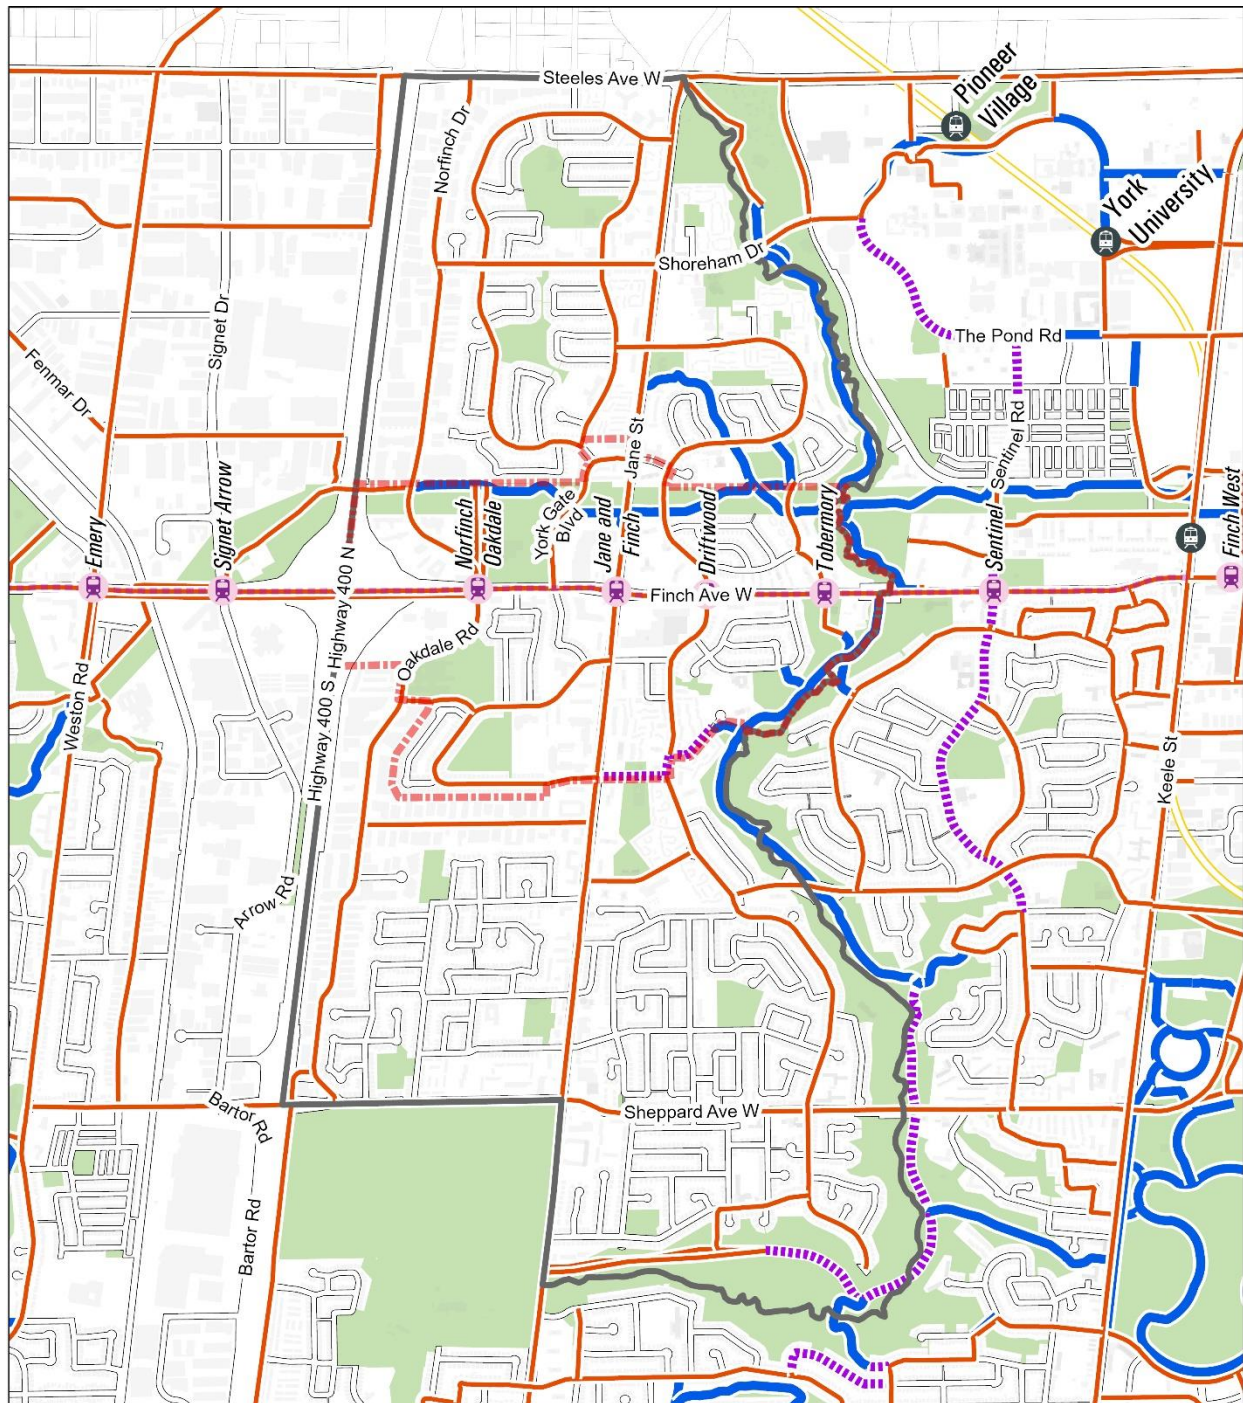 Steeles Ave W
Pioneer
Village
Norfinch Dr
York
University
Shoreham Dr
Signet Dr
The Pond Rd
Fenmar Dr
Jane St
Sentinel Rd
Emery
Signet Arrow
Highway 400 N
Norfinch
Oakdale
York Gate
Blvd
Jane and
Finch
Driftwood
Tobermory
Sentinel
Finch West
Finch Ave W
Oakdale Rd
Weston Rd
Highway 400 S
Keele St
Arrow Rd
Bartor Rd
Sheppard Ave W
Bartor Rd